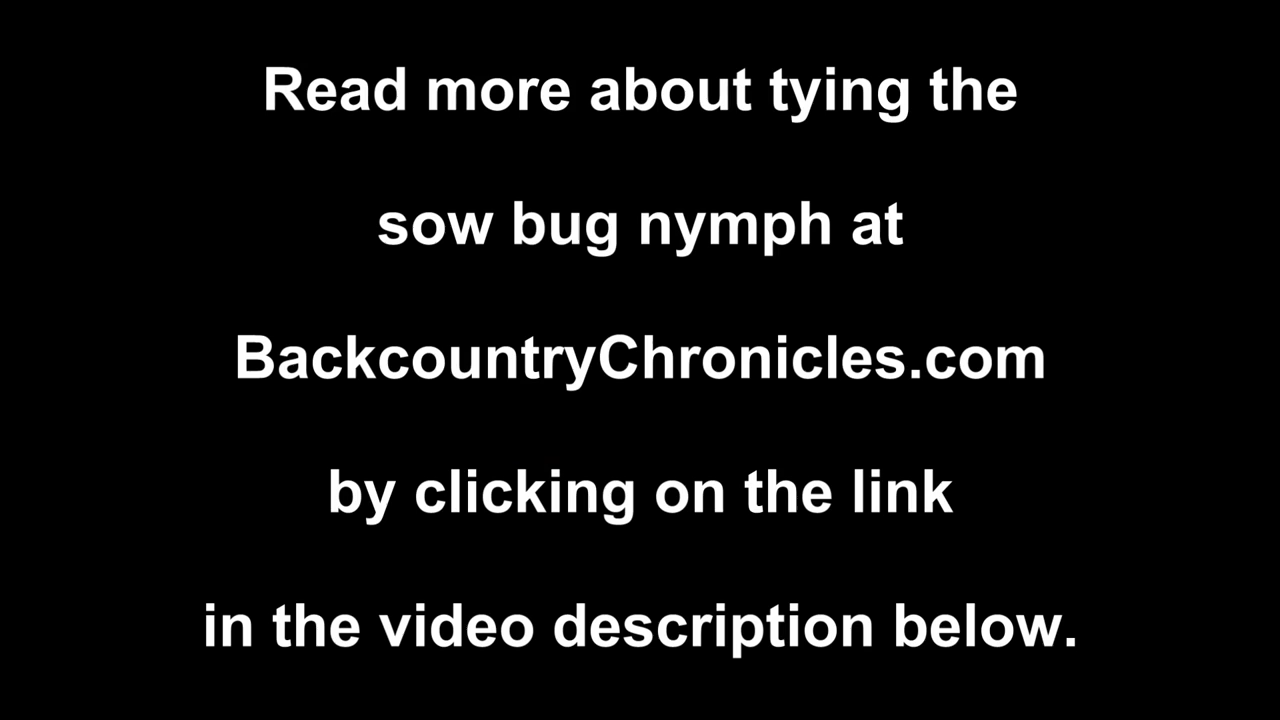 Read more about tying the
sow bug nymph at
BackcountryChronicles.com
by clicking on the link
in the video description below.